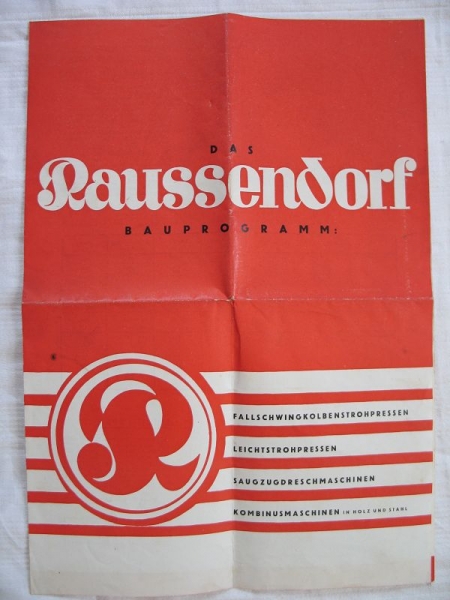 DAS
Raussendorf
BAUPROGRAMM:
R
FALLSCHWINGKOLBENSTROHPRESSEN
LEICHTSTROHPRESSEN
SAUGZUGDRESCHMASCHINEN
KOMBINUSMASCHINEN IN HOLZ UND STAHL